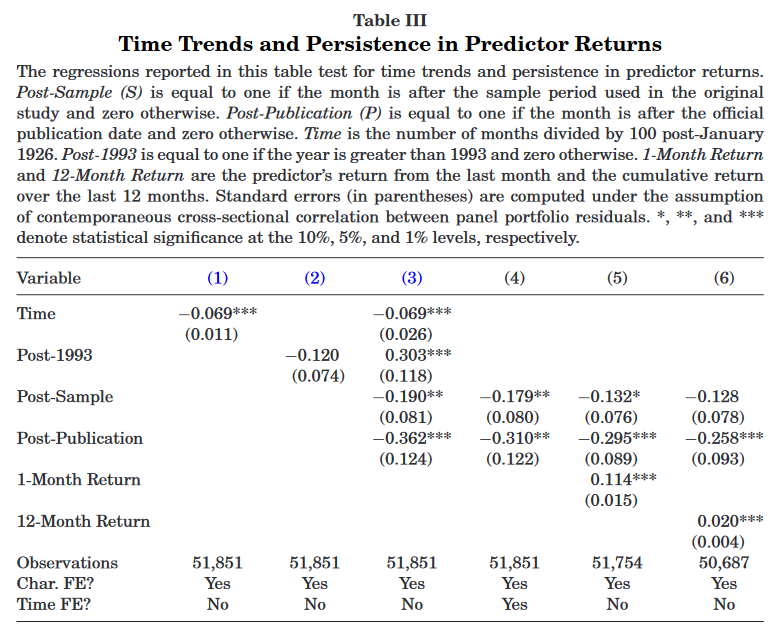 Table III
Time Trends and Persistence in Predictor Returns
The regressions reported in this table test for time trends and persistence in predictor returns.
Post-Sample (S) is equal to one if the month is after the sample period used in the original
study and zero otherwise. Post-Publication (P) is equal to one if the month is after the official
publication date and zero otherwise. Time is the number of months divided by 100 post-January
1926. Post-1993 is equal to one if the year is greater than 1993 and zero otherwise. 1-Month Return
and 12-Month Return are the predictor's return from the last month and the cumulative return
over the last 12 months. Standard errors (in parentheses) are computed under the assumption
of contemporaneous cross-sectional correlation between panel portfolio residuals. *, **, and ***
denote statistical significance at the 10%, 5%, and 1% levels, respectively.
Variable (1) (2) (3) (4) (5) (6)
Time −0.069*** −0.069***
(0.011) (0.026)
Post-1993 −0.120 0.303***
(0.074) (0.118)
Post-Sample −0.190** −0.179** −0.132* −0.128
(0.081) (0.080) (0.076) (0.078)
Post-Publication −0.362*** −0.310** −0.295*** −0.258***
(0.124) (0.122) (0.089) (0.093)
1-Month Return 0.114***
(0.015)
12-Month Return 0.020***
(0.004)
Observations 51,851 51,851 51,851 51,851 51,754 50,687
Char. FE? Yes Yes Yes Yes Yes Yes
Time FE? No No No Yes No No